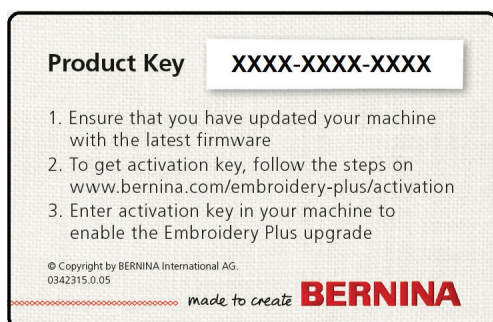 Product Key XXXX-XXXX-XXXX
1. Ensure that you have updated your machine
with the latest firmware
2. To get activation key, follow the steps on
www.bernina.com/embroidery-plus/activation
3. Enter activation key in your machine to
enable the Embroidery Plus upgrade
© Copyright by BERNINA International AG.
0342315.0.05
made to create BERNINA